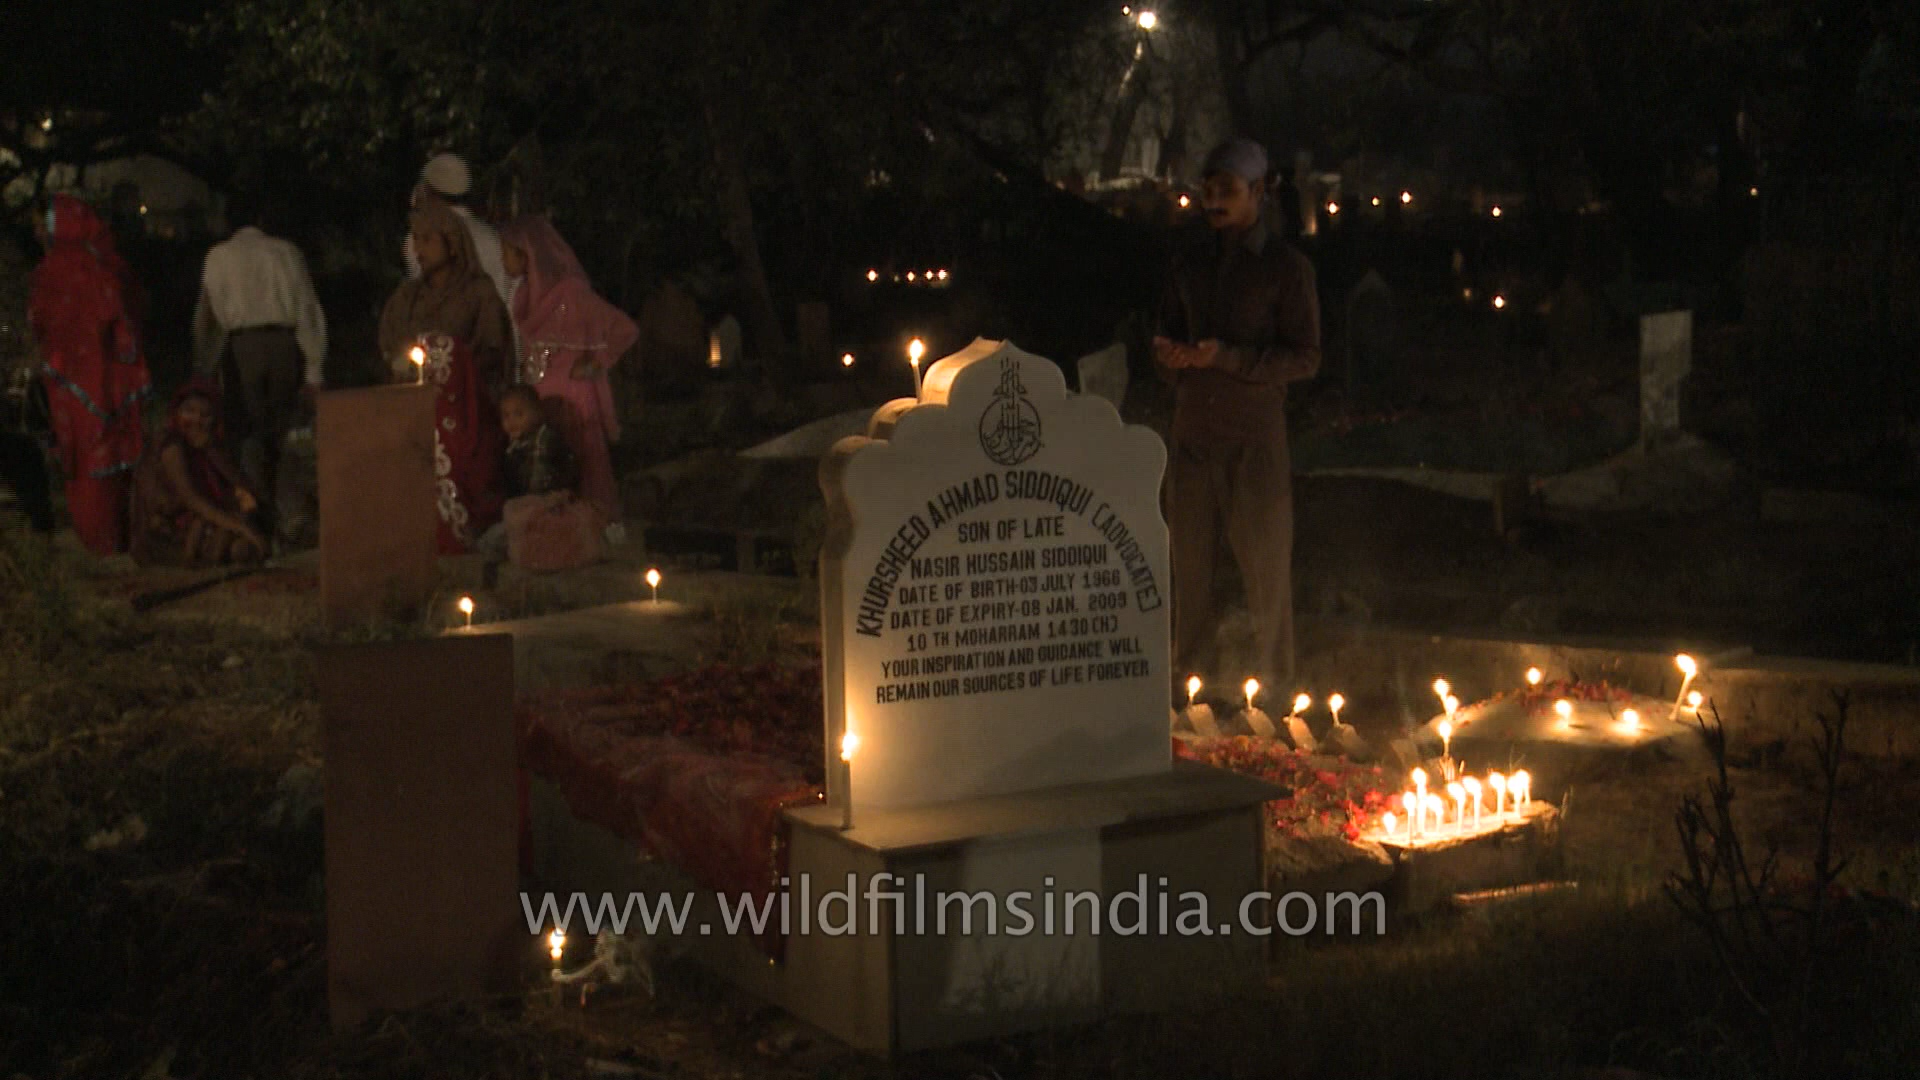 KHURSHEED AHMAD SIDDIQUI (ADVOCATE)
SON OF LATE
NASIR HUSSAIN SIDDIQUI
DATE OF BIRTH-03 JULY 1966
DATE OF EXPIRY-08 JAN. 2009
10 TH MOHARRAM 1430(H)
YOUR INSPIRATION AND GUIDANCE WILL
REMAIN OUR SOURCES OF LIFE FOREVER
www.wildfilmsindia.com